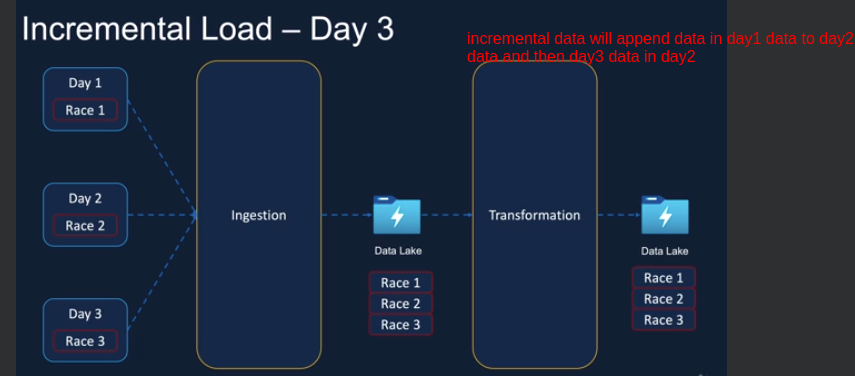 Incremental Load – Day 3
incremental data will append data in day1 data to day2
data and then day3 data in day2
Day 1
Race 1
Day 2
Race 2
Day 3
Race 3
Ingestion
Data Lake
Race 1
Race 2
Race 3
Transformation
Data Lake
Race 1
Race 2
Race 3